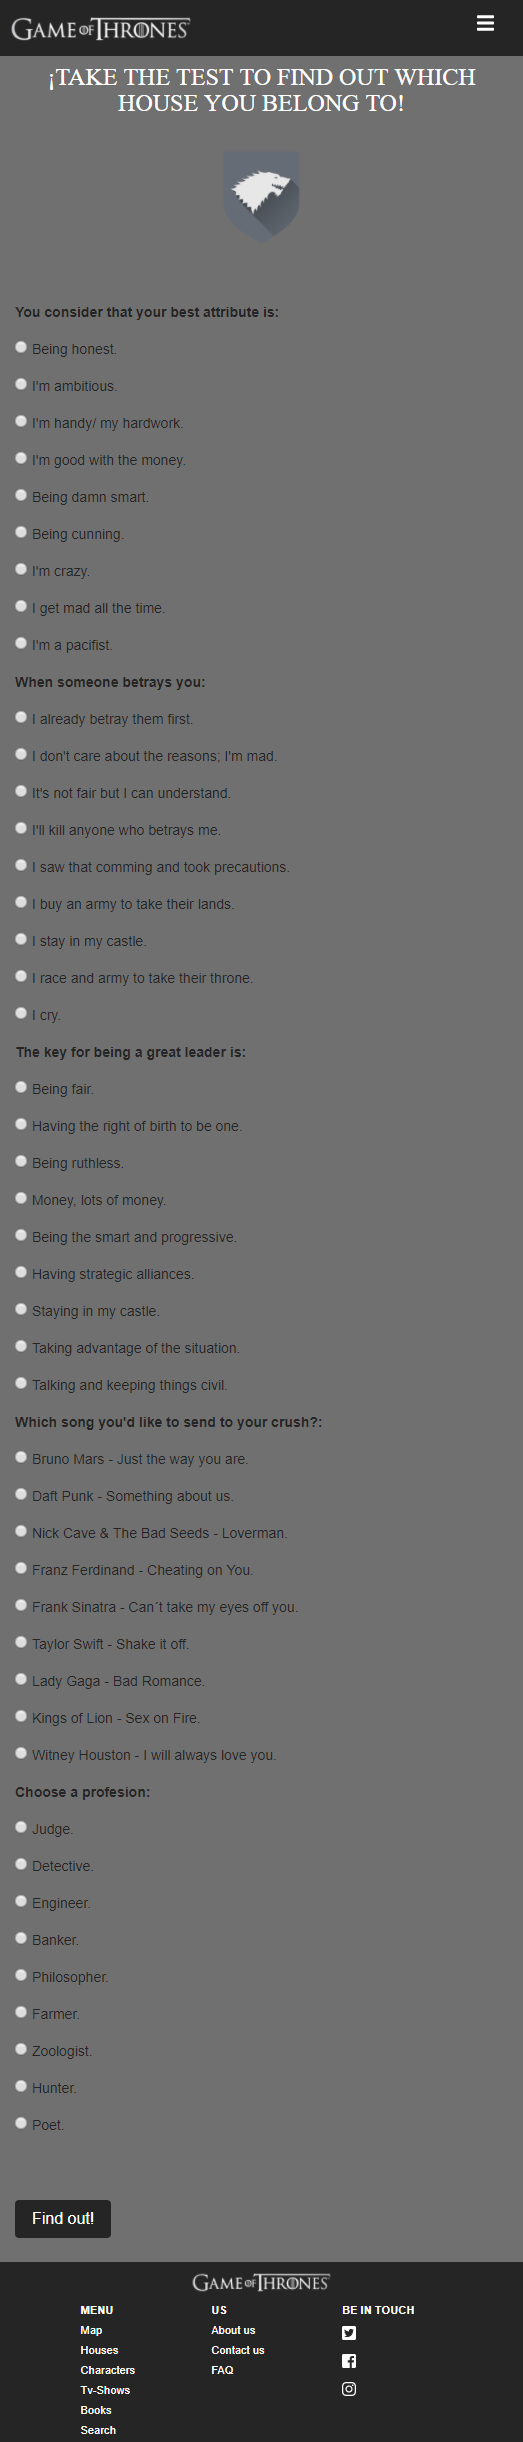 GAME OF THRONES
¡TAKE THE TEST TO FIND OUT WHICH
HOUSE YOU BELONG TO!
You consider that your best attribute is:
Being honest.
I'm ambitious.
I'm handy/ my hardwork.
I'm good with the money.
Being damn smart.
Being cunning.
I'm crazy.
I get mad all the time.
I'm a pacifist.
When someone betrays you:
I already betray them first.
I don't care about the reasons; I'm mad.
It's not fair but I can understand.
I'll kill anyone who betrays me.
I saw that comming and took precautions.
I buy an army to take their lands.
I stay in my castle.
I race and army to take their throne.
I cry.
The key for being a great leader is:
Being fair.
Having the right of birth to be one.
Being ruthless.
Money, lots of money.
Being the smart and progressive.
Having strategic alliances.
Staying in my castle.
Taking advantage of the situation.
Talking and keeping things civil.
Which song you'd like to send to your crush?:
Bruno Mars - Just the way you are.
Daft Punk - Something about us.
Nick Cave & The Bad Seeds - Loverman.
Franz Ferdinand - Cheating on You.
Frank Sinatra - Can´t take my eyes off you.
Taylor Swift - Shake it off.
Lady Gaga - Bad Romance.
Kings of Lion - Sex on Fire.
Witney Houston - I will always love you.
Choose a profesion:
Judge.
Detective.
Engineer.
Banker.
Philosopher.
Farmer.
Zoologist.
Hunter.
Poet.
Find out!
GAME OF THRONES
MENU
Map
Houses
Characters
Tv-Shows
Books
Search
US
About us
Contact us
FAQ
BE IN TOUCH